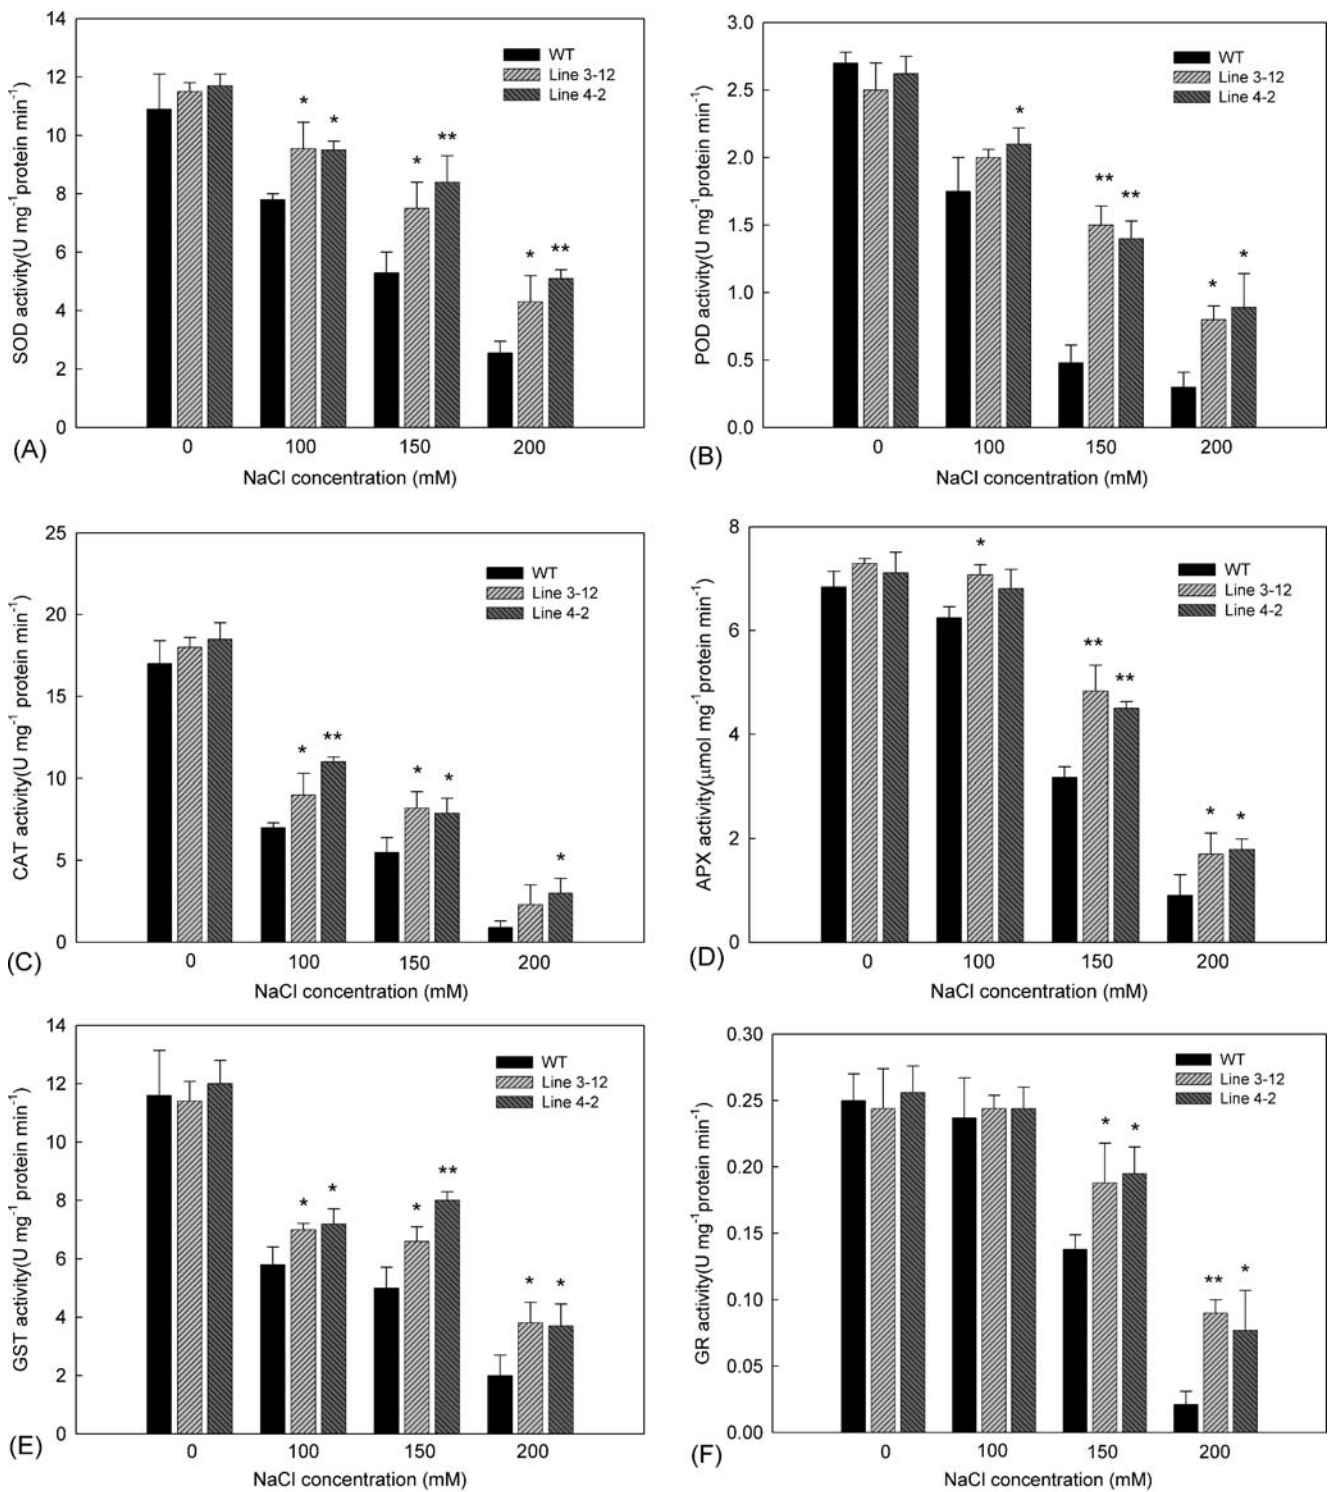 14
12
10
8
6
4
2
0
SOD activity(U mg⁻¹protein min⁻¹)
WT
Line 3-12
Line 4-2
* * * ** * **
0 100 150 200
NaCl concentration (mM)
(A)
3.0
2.5
2.0
1.5
1.0
0.5
0.0
POD activity(U mg⁻¹protein min⁻¹)
WT
Line 3-12
Line 4-2
* ** ** * *
0 100 150 200
NaCl concentration (mM)
(B)
25
20
15
10
5
0
CAT activity(U mg⁻¹ protein min⁻¹)
WT
Line 3-12
Line 4-2
* ** * * *
0 100 150 200
NaCl concentration (mM)
(C)
8
6
4
2
0
APX activity(μmol mg⁻¹protein min⁻¹)
WT
Line 3-12
Line 4-2
* ** ** * *
0 100 150 200
NaCl concentration (mM)
(D)
14
12
10
8
6
4
2
0
GST activity(U mg⁻¹ protein min⁻¹)
WT
Line 3-12
Line 4-2
* * * ** * *
0 100 150 200
NaCl concentration (mM)
(E)
0.30
0.25
0.20
0.15
0.10
0.05
0.00
GR activity(U mg⁻¹protein min⁻¹)
WT
Line 3-12
Line 4-2
* * ** *
0 100 150 200
NaCl concentration (mM)
(F)